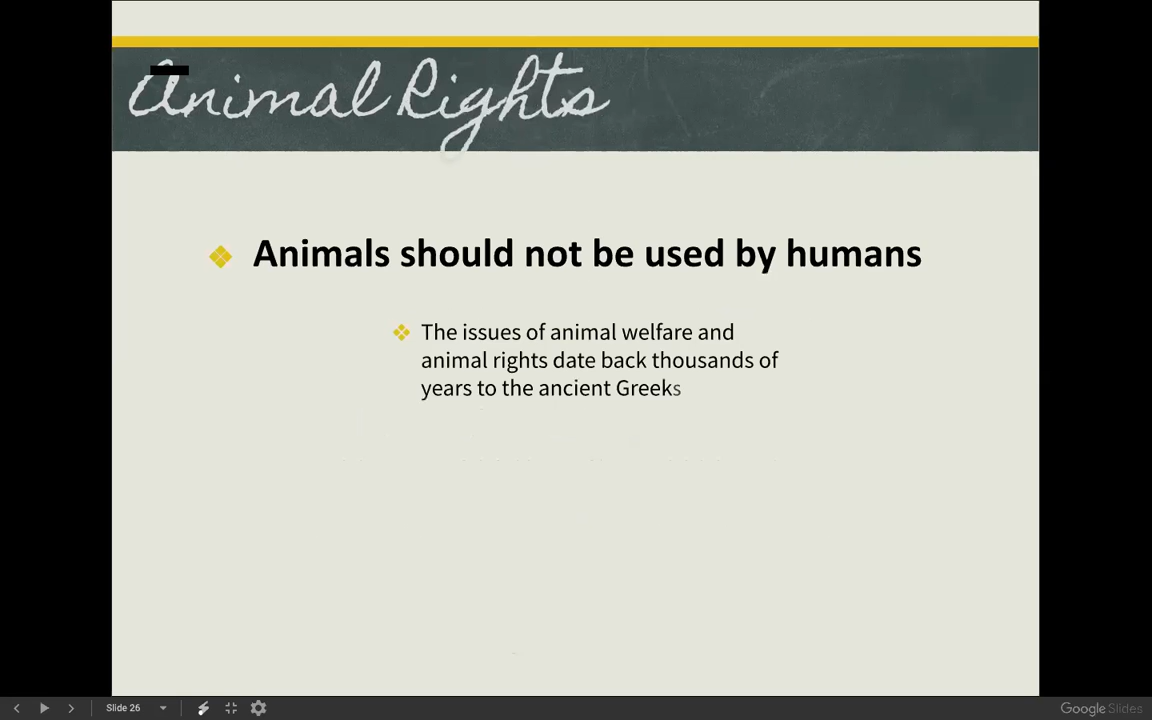 Animal Rights
Animals should not be used by humans
The issues of animal welfare and
animal rights date back thousands of
years to the ancient Greeks
Slide 26
Google Slides